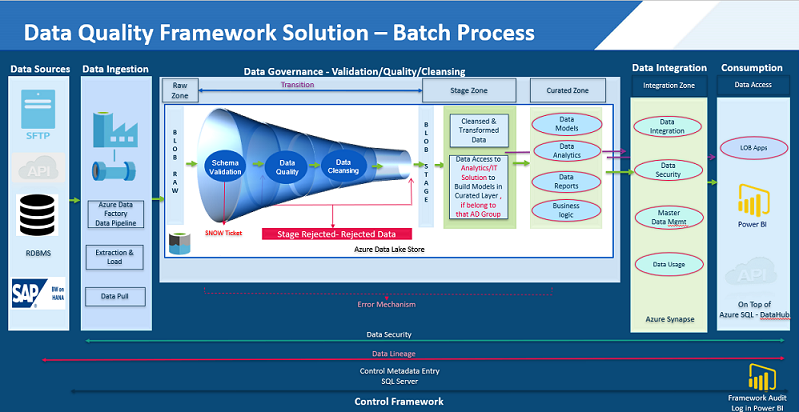 Data Quality Framework Solution – Batch Process
Data Sources
Data Ingestion
Data Governance - Validation/Quality/Cleansing
Data Integration
Consumption
Raw
Zone
Transition
Stage Zone
Curated Zone
Integration Zone
Data Access
SFTP
API
RDBMS
SAP
BW on
HANA
Azure Data
Factory
Data Pipeline
Extraction &
Load
Data Pull
BLOB RAW
Schema
Validation
Data
Quality
Data
Cleansing
SNOW Ticket
Stage Rejected- Rejected Data
Azure Data Lake Store
BLOB STAGE
Cleansed &
Transformed
Data
Data Access to
Analytics/IT
Solution to
Build Models in
Curated Layer ,
if belong to
that AD Group
Data
Models
Data
Analytics
Data
Reports
Business
logic
Data
Integration
Data
Security
Master
Data Mgmt
Data Usage
Azure Synapse
LOB Apps
Power BI
API
On Top of
Azure SQL - DataHub
Error Mechanism
Data Security
Data Lineage
Control Metadata Entry
SQL Server
Control Framework
Framework Audit
Log in Power BI